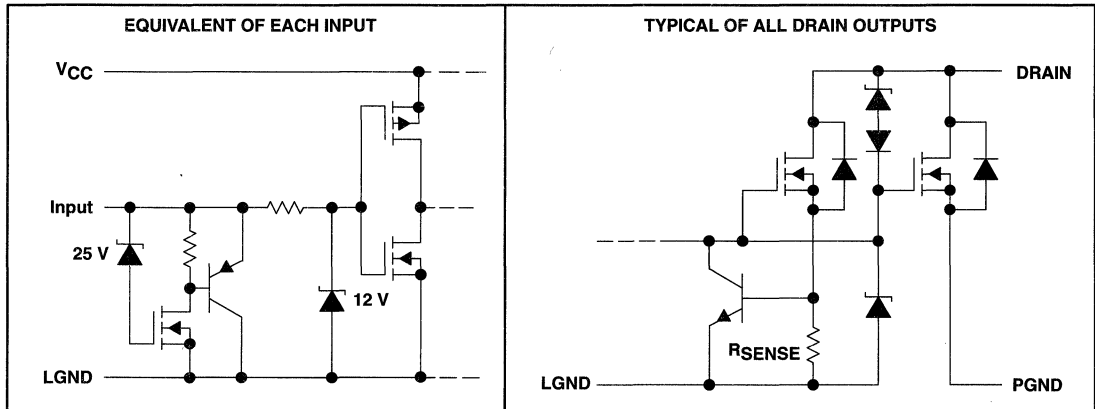 EQUIVALENT OF EACH INPUT
VCC
Input
25 V
12 V
LGND
TYPICAL OF ALL DRAIN OUTPUTS
DRAIN
RSENSE
LGND
PGND